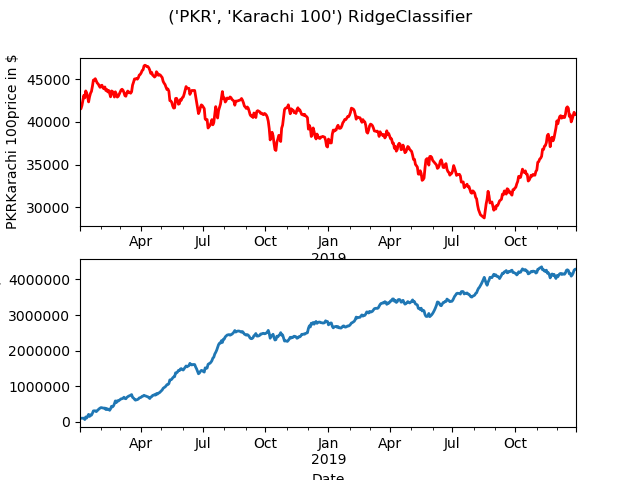 ('PKR', 'Karachi 100') RidgeClassifier
PKRKarachi 100price in $
45000
40000
35000
30000
Apr Jul Oct Jan Apr Jul Oct
2019
4000000
3000000
2000000
1000000
0
Apr Jul Oct Jan Apr Jul Oct
2019
Date